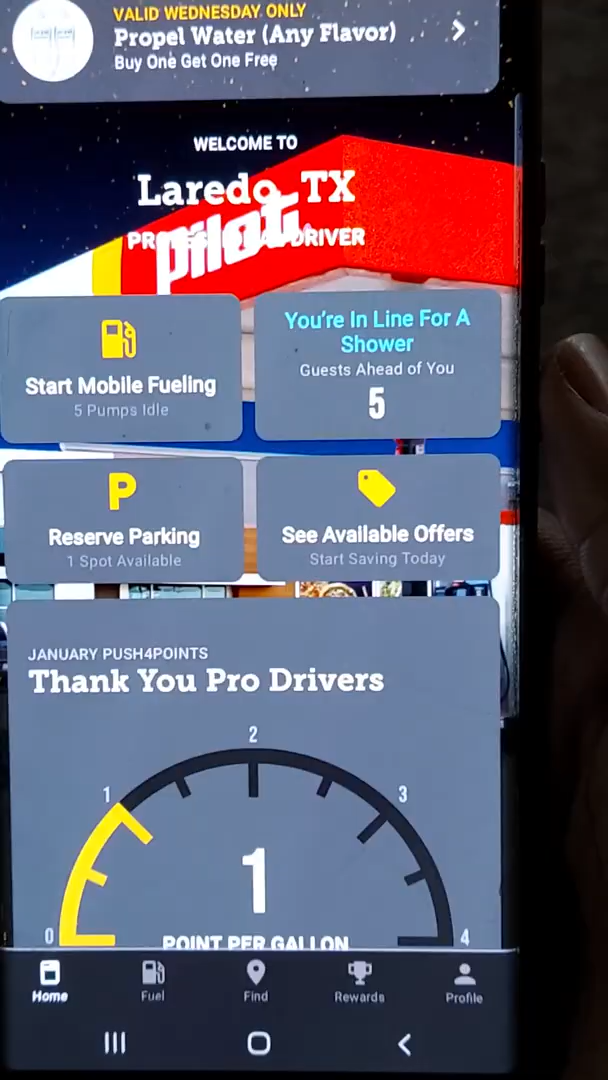 VALID WEDNESDAY ONLY
Propel Water (Any Flavor)
Buy One Get One Free
WELCOME TO
Laredo, TX
Pilot
PROFESSIONAL DRIVER
Start Mobile Fueling
5 Pumps Idle
You're In Line For A
Shower
Guests Ahead of You
5
P
Reserve Parking
1 Spot Available
See Available Offers
Start Saving Today
JANUARY PUSH4POINTS
Thank You Pro Drivers
2
1
3
1
0
4
POINT PER GALLON
Home
Fuel
Find
Rewards
Profile